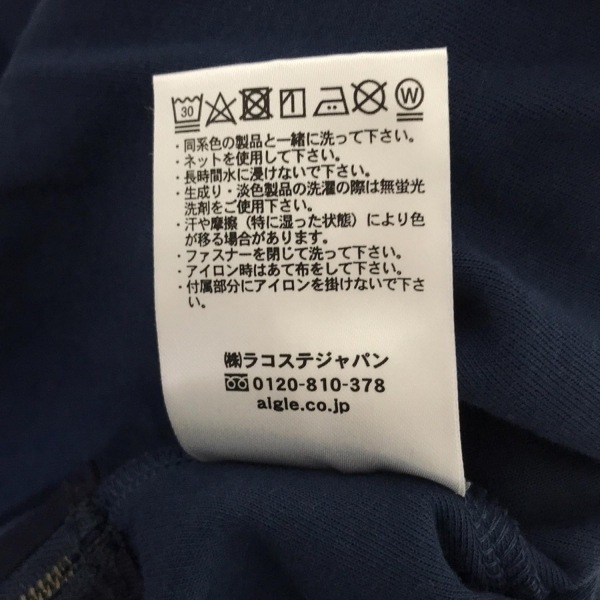 30 W
・同系色の製品と一緒に洗って下さい。
・ネットを使用して下さい。
・長時間水に浸けないで下さい。
・生成り・淡色製品の洗濯の際は無蛍光
洗剤をご使用下さい。
・汗や摩擦（特に湿った状態）により色
が移る場合があります。
・ファスナーを閉じて洗って下さい。
・アイロン時はあて布をして下さい。
・付属部分にアイロンを掛けないで下さ
い。
㈱ラコステジャパン
0120-810-378
aigle.co.jp